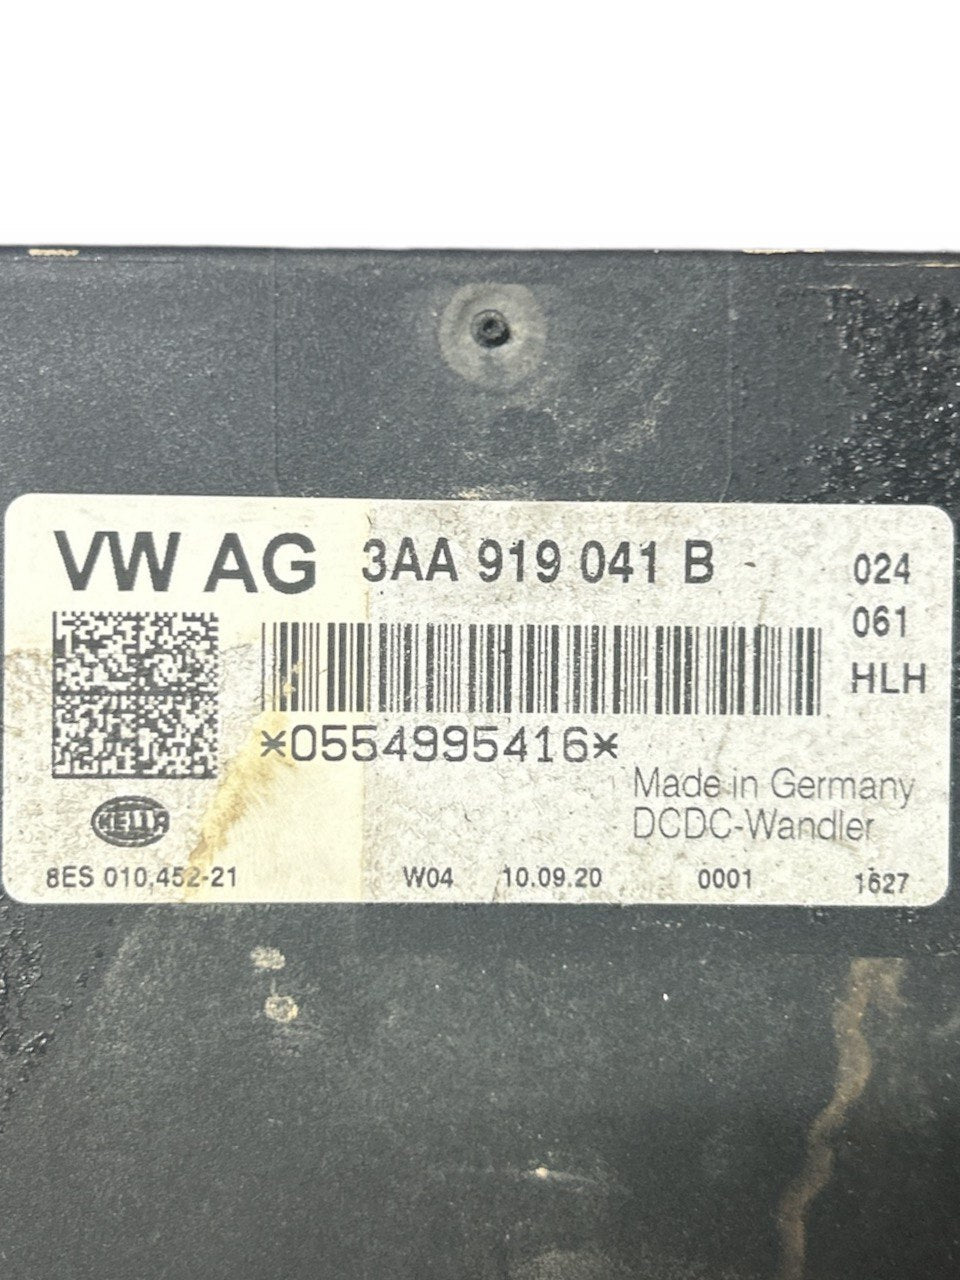 VW AG 3AA 919 041 B - 024
061
HLH
*0554995416*
Made in Germany
DCDC-Wandler
HELLA
8ES 010.452-21 W04 10.09.20 0001 1627